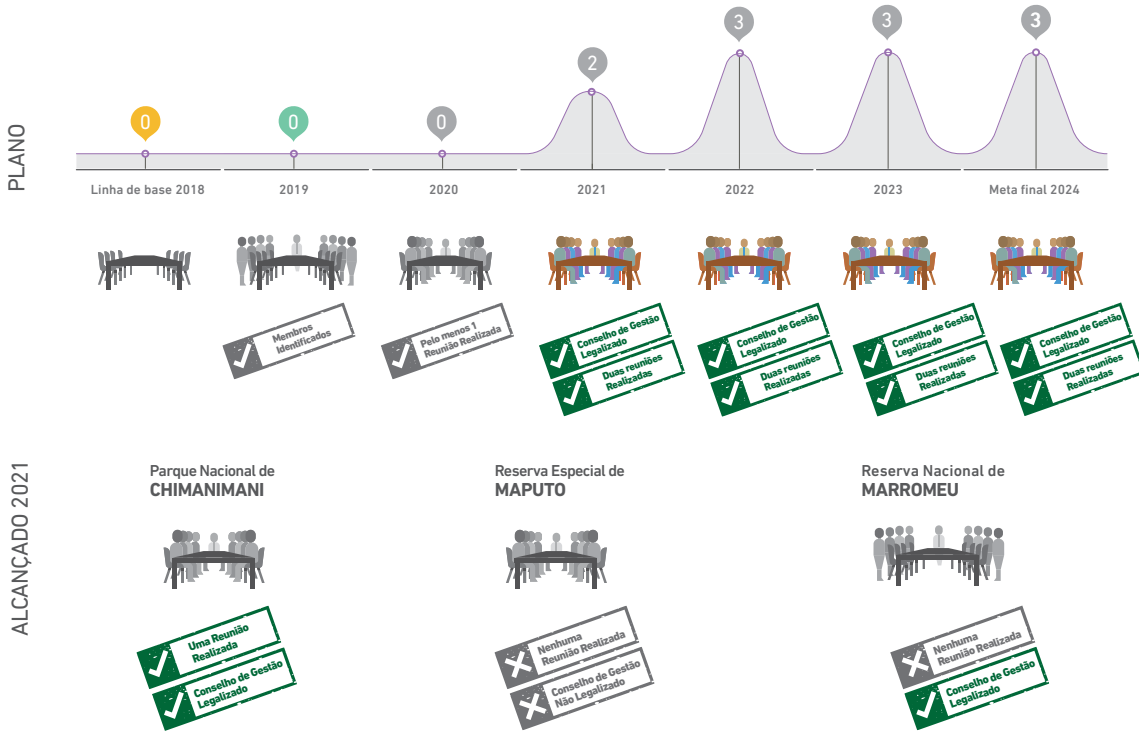 PLANO
0
0
0
2
3
3
3
Linha de base 2018
2019
2020
2021
2022
2023
Meta final 2024
Membros
Identificados
Pelo menos 1
Reunião Realizada
Conselho de Gestão
Legalizado
Duas reuniões
Realizadas
Conselho de Gestão
Legalizado
Duas reuniões
Realizadas
Conselho de Gestão
Legalizado
Duas reuniões
Realizadas
Conselho de Gestão
Legalizado
Duas reuniões
Realizadas
ALCANÇADO 2021
Parque Nacional de
CHIMANIMANI
Uma Reunião
Realizada
Conselho de Gestão
Legalizado
Reserva Especial de
MAPUTO
Nenhuma
Reunião Realizada
Conselho de Gestão
Não Legalizado
Reserva Nacional de
MARROMEU
Nenhuma
Reunião Realizada
Conselho de Gestão
Legalizado